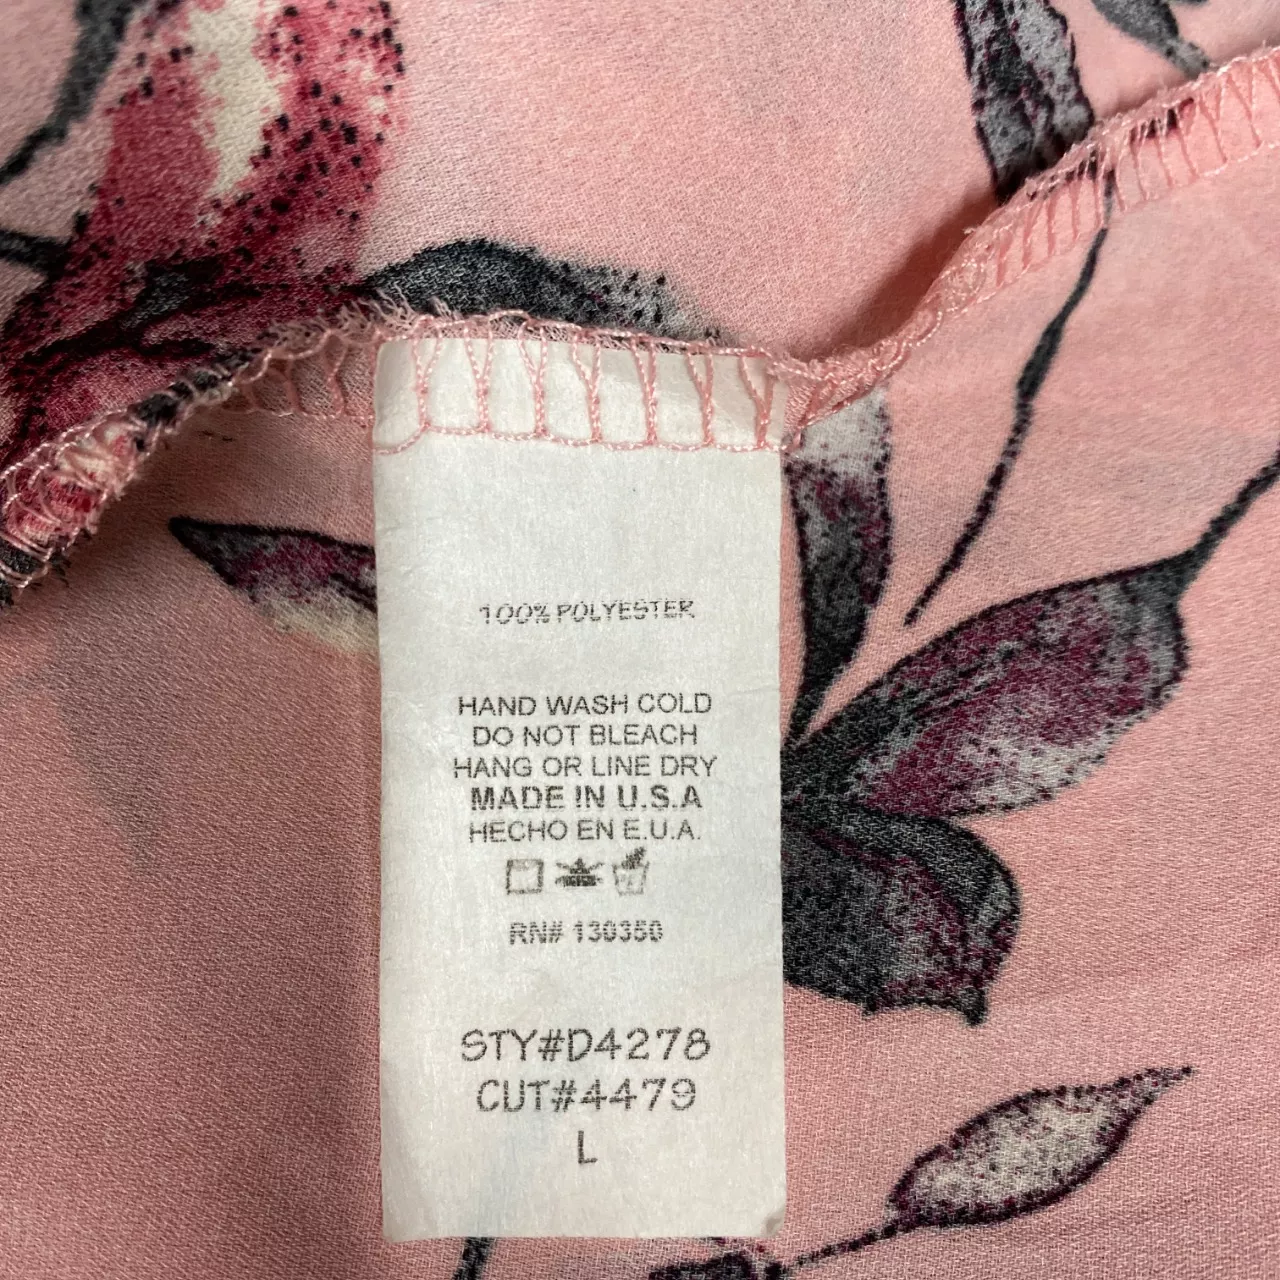 100% POLYESTER
HAND WASH COLD
DO NOT BLEACH
HANG OR LINE DRY
MADE IN U.S.A
HECHO EN E.U.A.
RN# 130350
STY#D4278
CUT#4479
L